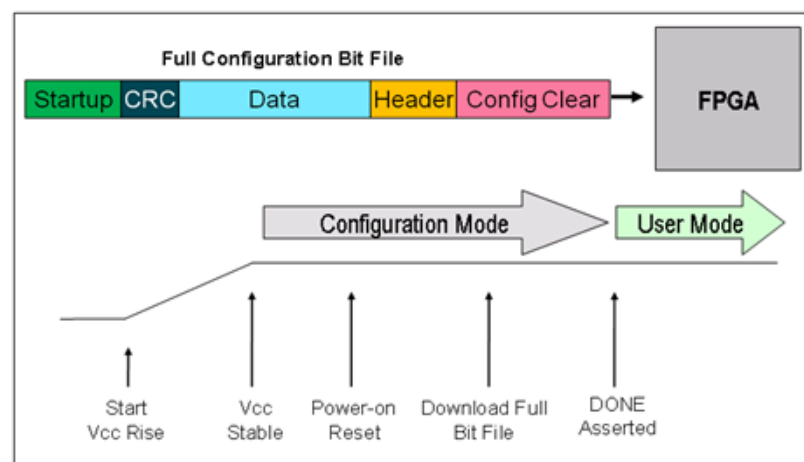 Full Configuration Bit File
Startup CRC Data Header Config Clear
FPGA
Configuration Mode
User Mode
Start
Vcc Rise
Vcc
Stable
Power-on
Reset
Download Full
Bit File
DONE
Asserted